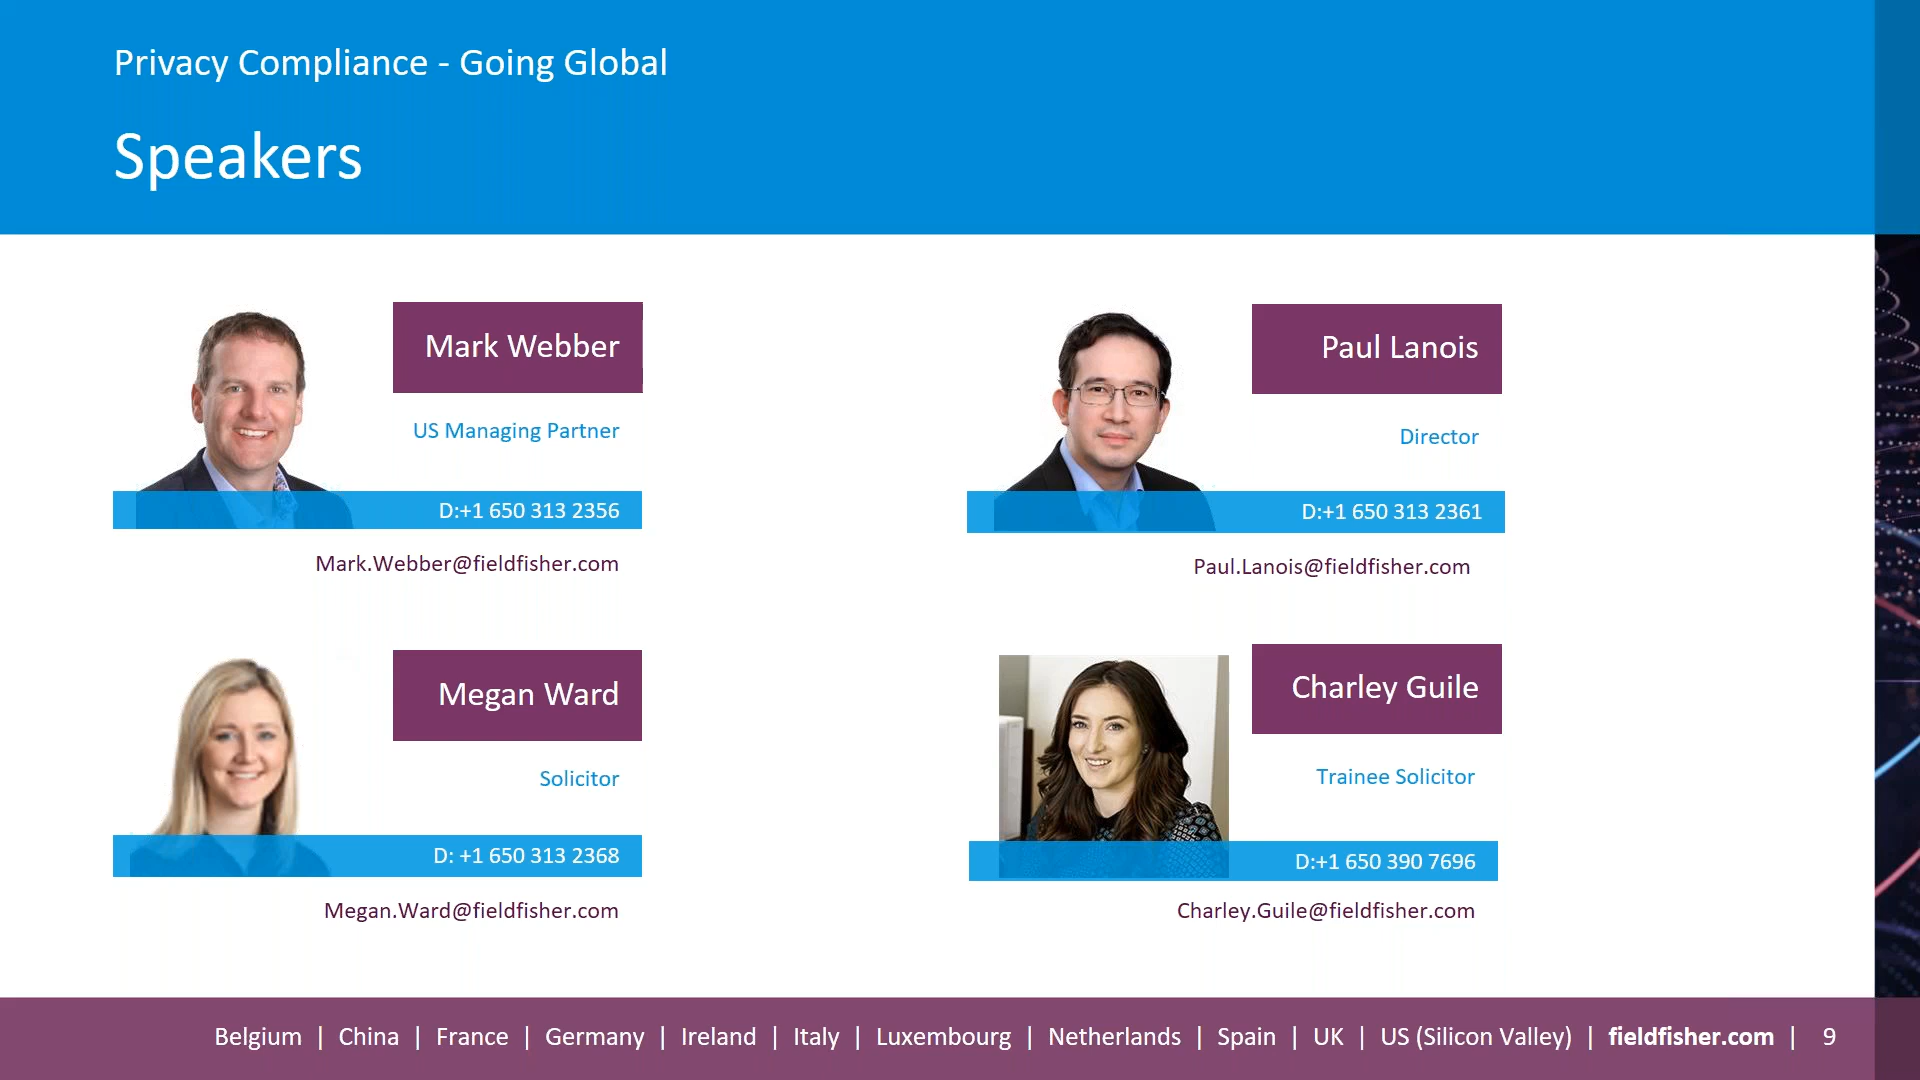 Privacy Compliance - Going Global
Speakers
Mark Webber
US Managing Partner
D:+1 650 313 2356
Mark.Webber@fieldfisher.com
Paul Lanois
Director
D:+1 650 313 2361
Paul.Lanois@fieldfisher.com
Megan Ward
Solicitor
D: +1 650 313 2368
Megan.Ward@fieldfisher.com
Charley Guile
Trainee Solicitor
D:+1 650 390 7696
Charley.Guile@fieldfisher.com
Belgium | China | France | Germany | Ireland | Italy | Luxembourg | Netherlands | Spain | UK | US (Silicon Valley) | fieldfisher.com | 9